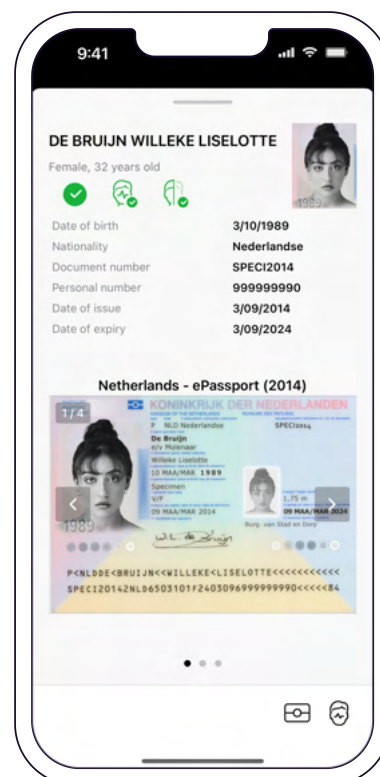 9:41
DE BRUIJN WILLEKE LISELOTTE
Female, 32 years old
1989
Date of birth 3/10/1989
Nationality Nederlandse
Document number SPECI2014
Personal number 999999990
Date of issue 3/09/2014
Date of expiry 3/09/2024
Netherlands - ePassport (2014)
1/4
KONINKRIJK DER NEDERLANDEN
P NLD Nederlandse SPECI2014
De Bruijn
e/v Molenaar
Willeke Liselotte
10 MAA/MAR 1989
Specimen
V/F 1,75 m
09 MAA/MAR 2014 09 MAA/MAR 2024
Burg. van Stad en Dorp
1989
W.L. de Bruijn
P<NLDDE<BRUIJN<<WILLEKE<LISELOTTE<<<<<<<<<<<
SPECI20142NLD6503101F2403096999999990<<<<<84